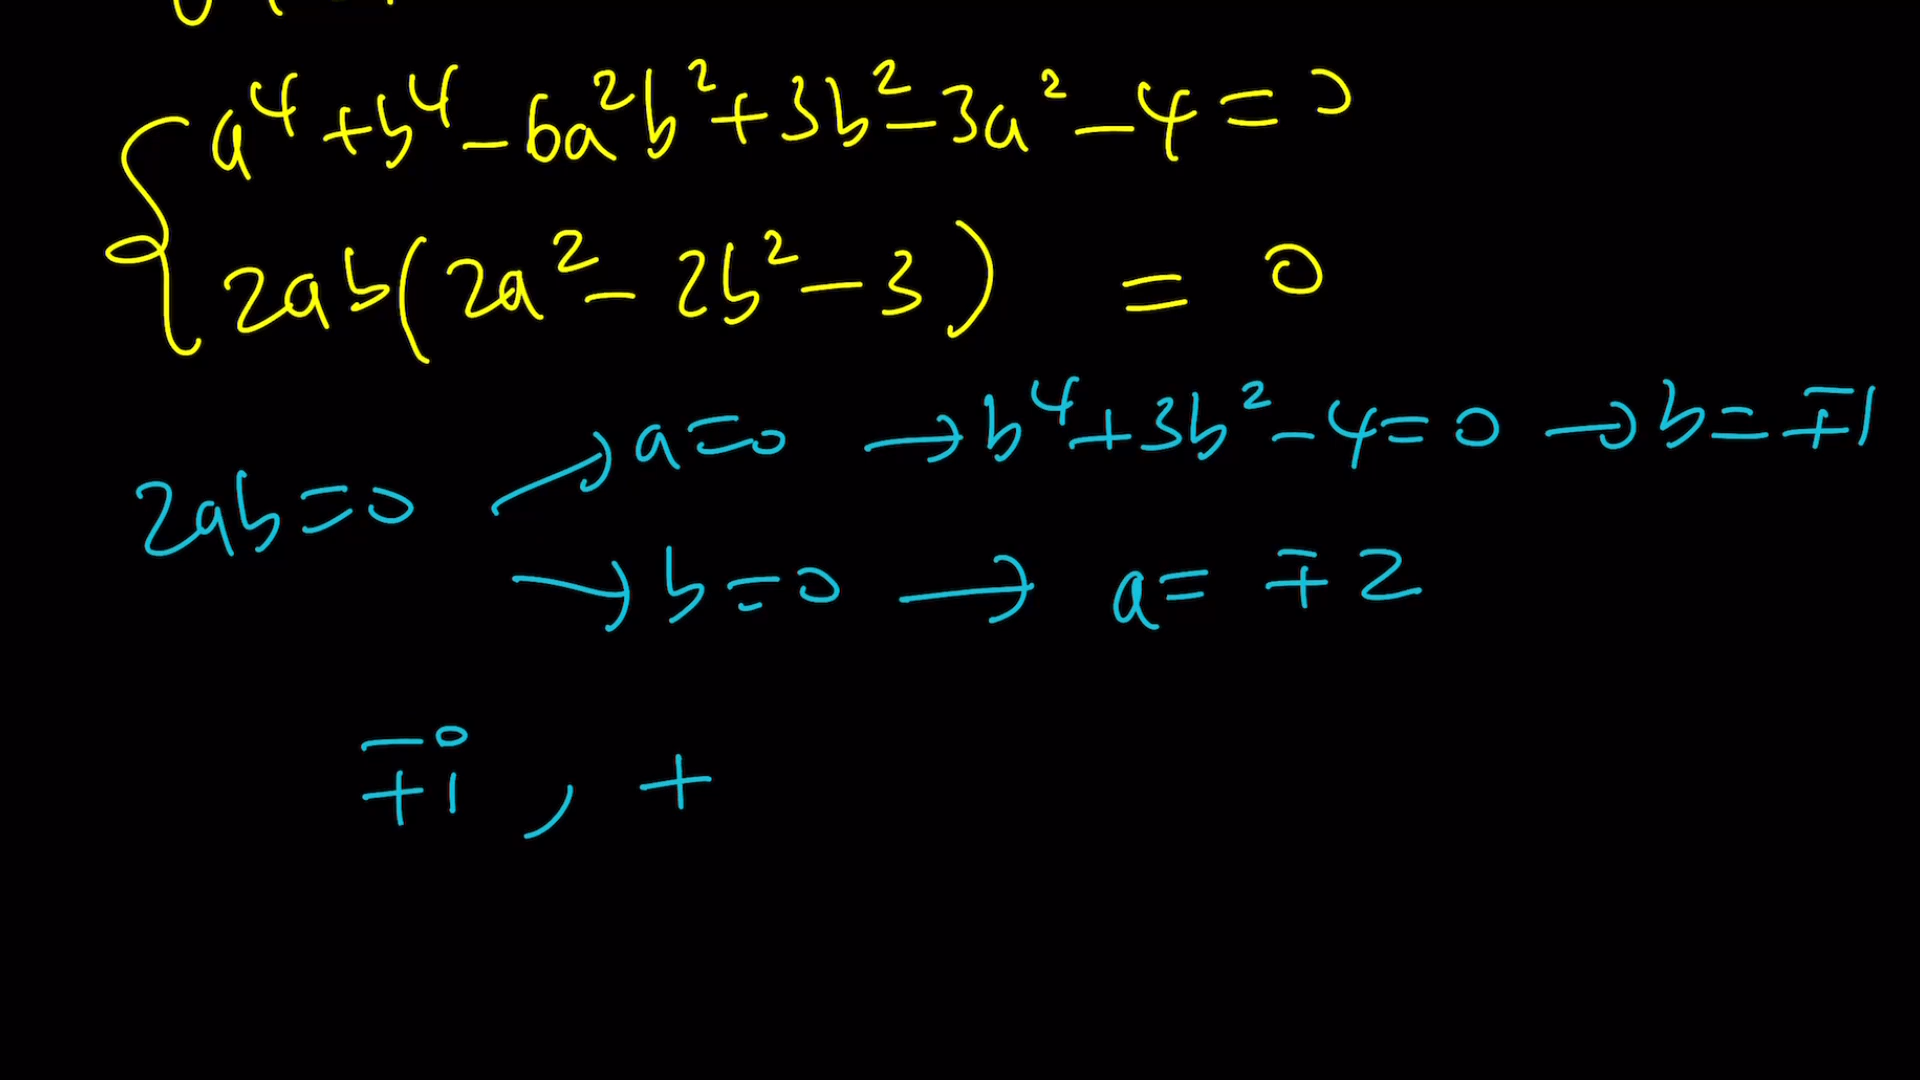 a⁴ + b⁴ - 6a²b² + 3b² - 3a² - 4 = 0
2ab(2a² - 2b² - 3) = 0
2ab = 0 → a = 0 → b⁴ + 3b² - 4 = 0 → b = ∓1
→ b = 0 → a = ∓2
∓i , +